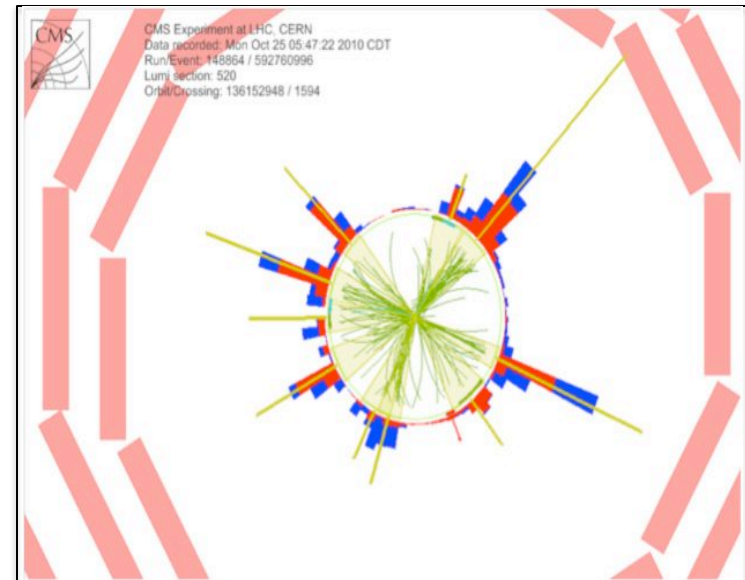 CMS
CMS Experiment at LHC, CERN
Data recorded: Mon Oct 25 05:47:22 2010 CDT
Run/Event: 148864 / 592760996
Lumi section: 520
Orbit/Crossing: 136152948 / 1594